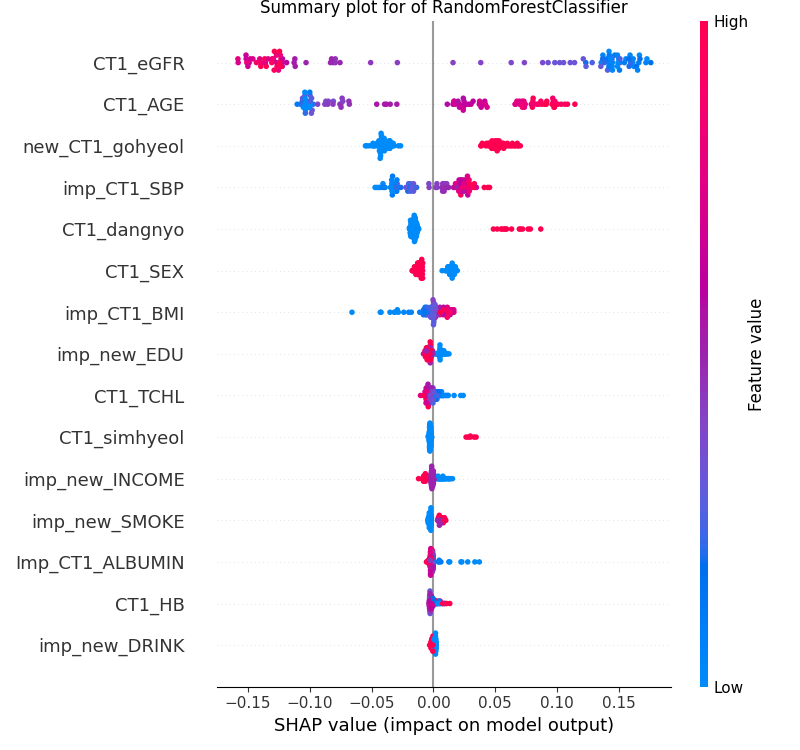 Summary plot for of RandomForestClassifier
High
CT1_eGFR
CT1_AGE
new_CT1_gohyeol
imp_CT1_SBP
CT1_dangnyo
CT1_SEX
imp_CT1_BMI
imp_new_EDU
CT1_TCHL
CT1_simhyeol
imp_new_INCOME
imp_new_SMOKE
Imp_CT1_ALBUMIN
CT1_HB
imp_new_DRINK
Feature value
Low
−0.15 −0.10 −0.05 0.00 0.05 0.10 0.15
SHAP value (impact on model output)